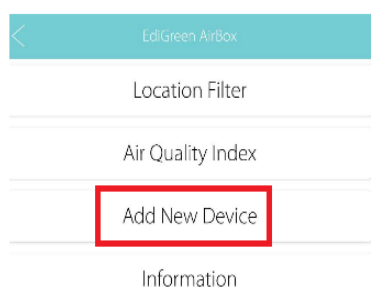 EdiGreen AirBox
Location Filter
Air Quality Index
Add New Device
Information